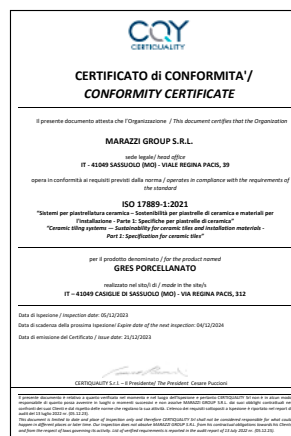 CQY
CERTIQUALITY
CERTIFICATO di CONFORMITA'/
CONFORMITY CERTIFICATE
Il presente documento attesta che l'Organizzazione / This document certifies that the Organization
MARAZZI GROUP S.R.L.
sede legale/ head office
IT - 41049 SASSUOLO (MO) - VIALE REGINA PACIS, 39
opera in conformità ai requisiti previsti dalla norma / operates in compliance with the requirements of
the standard
ISO 17889-1:2021
"Sistemi per piastrellatura ceramica – Sostenibilità per piastrelle di ceramica e materiali per
l'installazione - Parte 1: Specifiche per piastrelle di ceramica"
"Ceramic tiling systems — Sustainability for ceramic tiles and installation materials -
Part 1: Specification for ceramic tiles"
per il prodotto denominato / for the product named
GRES PORCELLANATO
realizzato nel sito/i di / made in the site/s
IT – 41049 CASIGLIE DI SASSUOLO (MO) - VIA REGINA PACIS, 312
Data di Ispezione / Inspection date: 05/12/2023
Data di scadenza della prossima Ispezione/ Expire date of the next inspection: 04/12/2024
Data di emissione del Certificato / Issue date: 21/12/2023
CERTIQUALITY S.r.l. – Il Presidente/ The President Cesare Puccioni